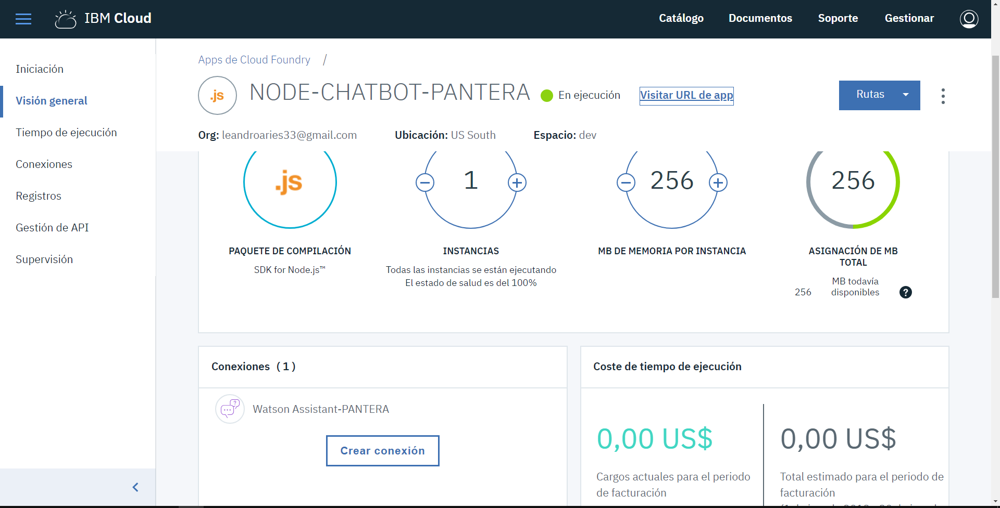 IBM Cloud
Catálogo
Documentos
Soporte
Gestionar
Iniciación
Visión general
Tiempo de ejecución
Conexiones
Registros
Gestión de API
Supervisión
Apps de Cloud Foundry /
.js
NODE-CHATBOT-PANTERA
En ejecución
Visitar URL de app
Rutas
Org: leandroaries33@gmail.com
Ubicación: US South
Espacio: dev
.js
1
256
256
PAQUETE DE COMPILACIÓN
SDK for Node.js™
INSTANCIAS
Todas las instancias se están ejecutando
El estado de salud es del 100%
MB DE MEMORIA POR INSTANCIA
ASIGNACIÓN DE MB
TOTAL
256
MB todavía
disponibles
?
Conexiones (1)
Watson Assistant-PANTERA
Crear conexión
Coste de tiempo de ejecución
0,00 US$
Cargos actuales para el periodo
de facturación
0,00 US$
Total estimado para el periodo de
facturación